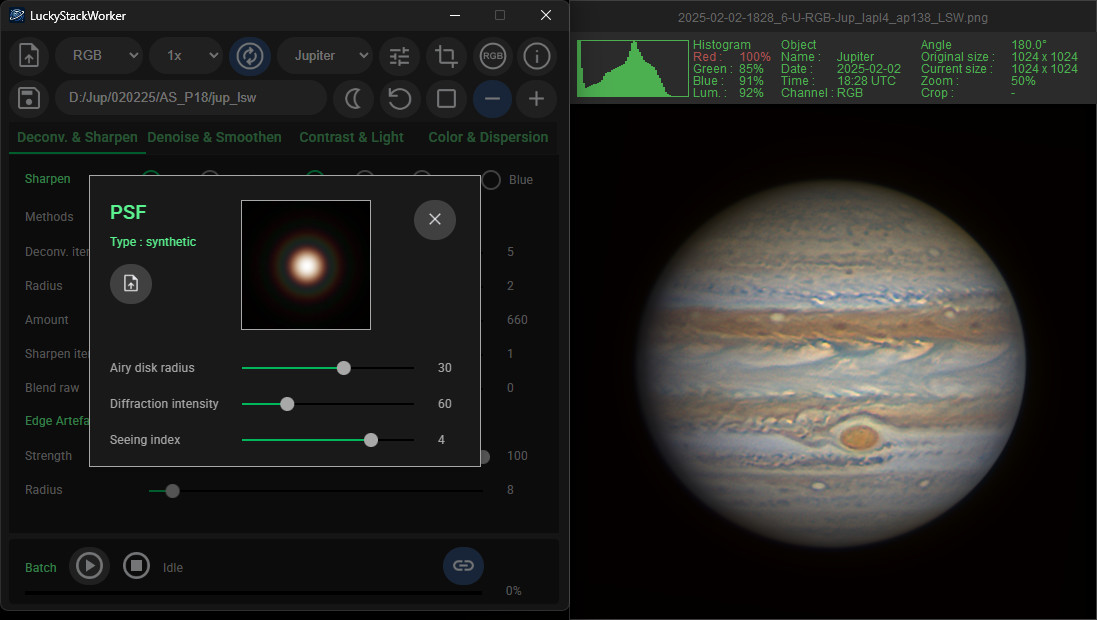 LuckyStackWorker
RGB 1x Jupiter RGB
D:/Jup/020225/AS_P18/jup_lsw
Deconv. & Sharpen Denoise & Smoothen Contrast & Light Color & Dispersion
Sharpen Blue
Methods
Deconv. iter 5
Radius 2
Amount 660
Sharpen iter 1
Blend raw 0
Edge Artefa
Strength 100
Radius 8
PSF
Type : synthetic
Airy disk radius 30
Diffraction intensity 60
Seeing index 4
Batch Idle
0%
2025-02-02-1828_6-U-RGB-Jup_lapl4_ap138_LSW.png
Histogram Object Angle 180.0°
Red : 100% Name : Jupiter Original size : 1024 x 1024
Green : 85% Date : 2025-02-02 Current size : 1024 x 1024
Blue : 91% Time : 18:28 UTC Zoom : 50%
Lum. : 92% Channel : RGB Crop : -